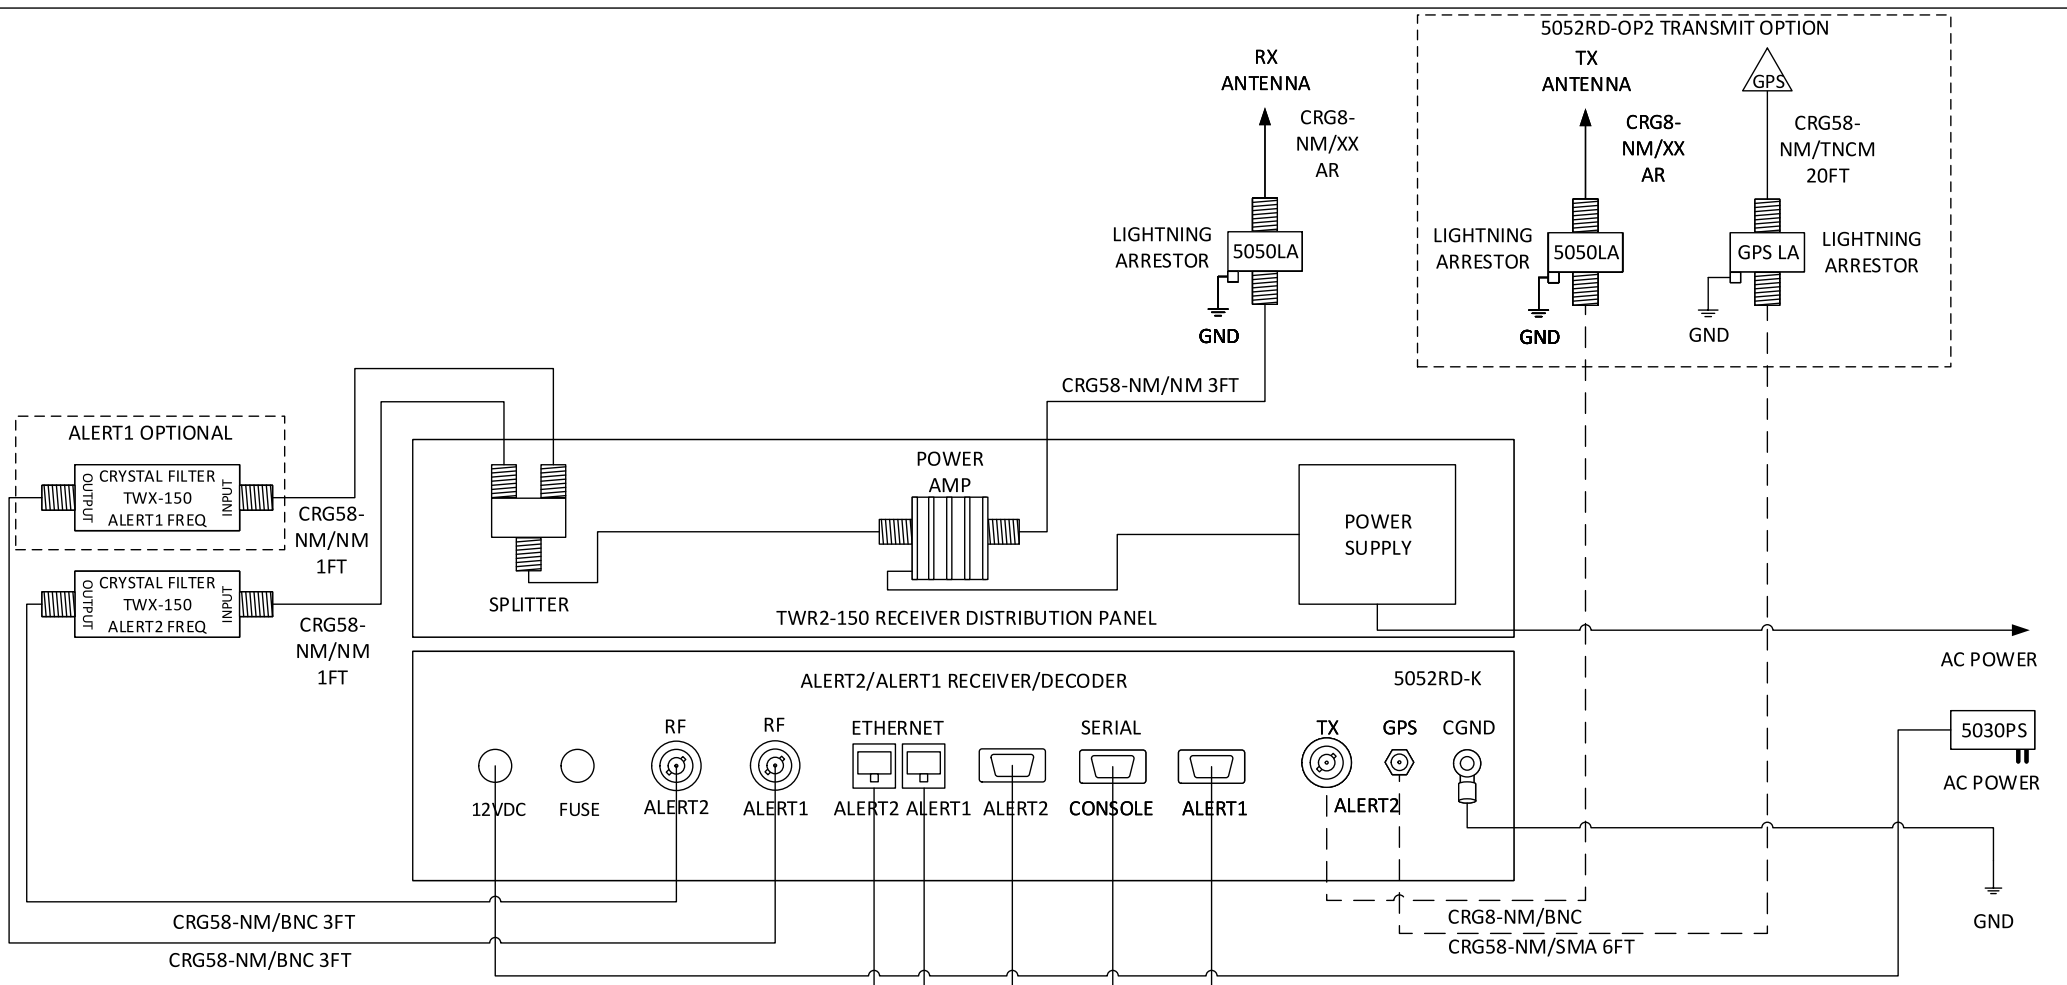 5052RD-OP2 TRANSMIT OPTION
RX
ANTENNA
CRG8-
NM/XX
AR
TX
ANTENNA
CRG8-
NM/XX
AR
GPS
CRG58-
NM/TNCM
20FT
LIGHTNING
ARRESTOR
5050LA
GND
LIGHTNING
ARRESTOR
5050LA
GND
GPS LA
LIGHTNING
ARRESTOR
GND
CRG58-NM/NM 3FT
ALERT1 OPTIONAL
OUTPUT
CRYSTAL FILTER
TWX-150
ALERT1 FREQ
INPUT
CRG58-
NM/NM
1FT
OUTPUT
CRYSTAL FILTER
TWX-150
ALERT2 FREQ
INPUT
CRG58-
NM/NM
1FT
POWER
AMP
POWER
SUPPLY
SPLITTER
TWR2-150 RECEIVER DISTRIBUTION PANEL
AC POWER
ALERT2/ALERT1 RECEIVER/DECODER
5052RD-K
RF
RF
ETHERNET
SERIAL
TX
GPS
CGND
5030PS
AC POWER
12VDC
FUSE
ALERT2
ALERT1
ALERT2
ALERT1
ALERT2
CONSOLE
ALERT1
ALERT2
CRG58-NM/BNC 3FT
CRG58-NM/BNC 3FT
CRG8-NM/BNC
CRG58-NM/SMA 6FT
GND